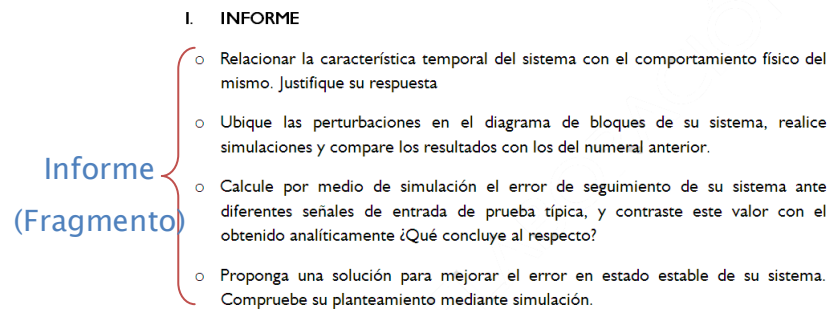 I. INFORME
o Relacionar la característica temporal del sistema con el comportamiento físico del
mismo. Justifique su respuesta
o Ubique las perturbaciones en el diagrama de bloques de su sistema, realice
simulaciones y compare los resultados con los del numeral anterior.
Informe
(Fragmento)
o Calcule por medio de simulación el error de seguimiento de su sistema ante
diferentes señales de entrada de prueba típica, y contraste este valor con el
obtenido analíticamente ¿Qué concluye al respecto?
o Proponga una solución para mejorar el error en estado estable de su sistema.
Compruebe su planteamiento mediante simulación.